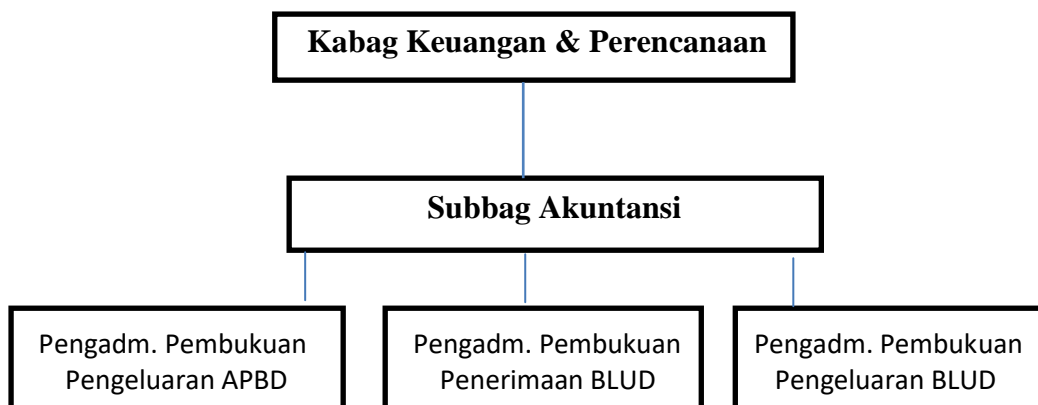 Kabag Keuangan & Perencanaan
Subbag Akuntansi
Pengadm. Pembukuan
Pengeluaran APBD
Pengadm. Pembukuan
Penerimaan BLUD
Pengadm. Pembukuan
Pengeluaran BLUD